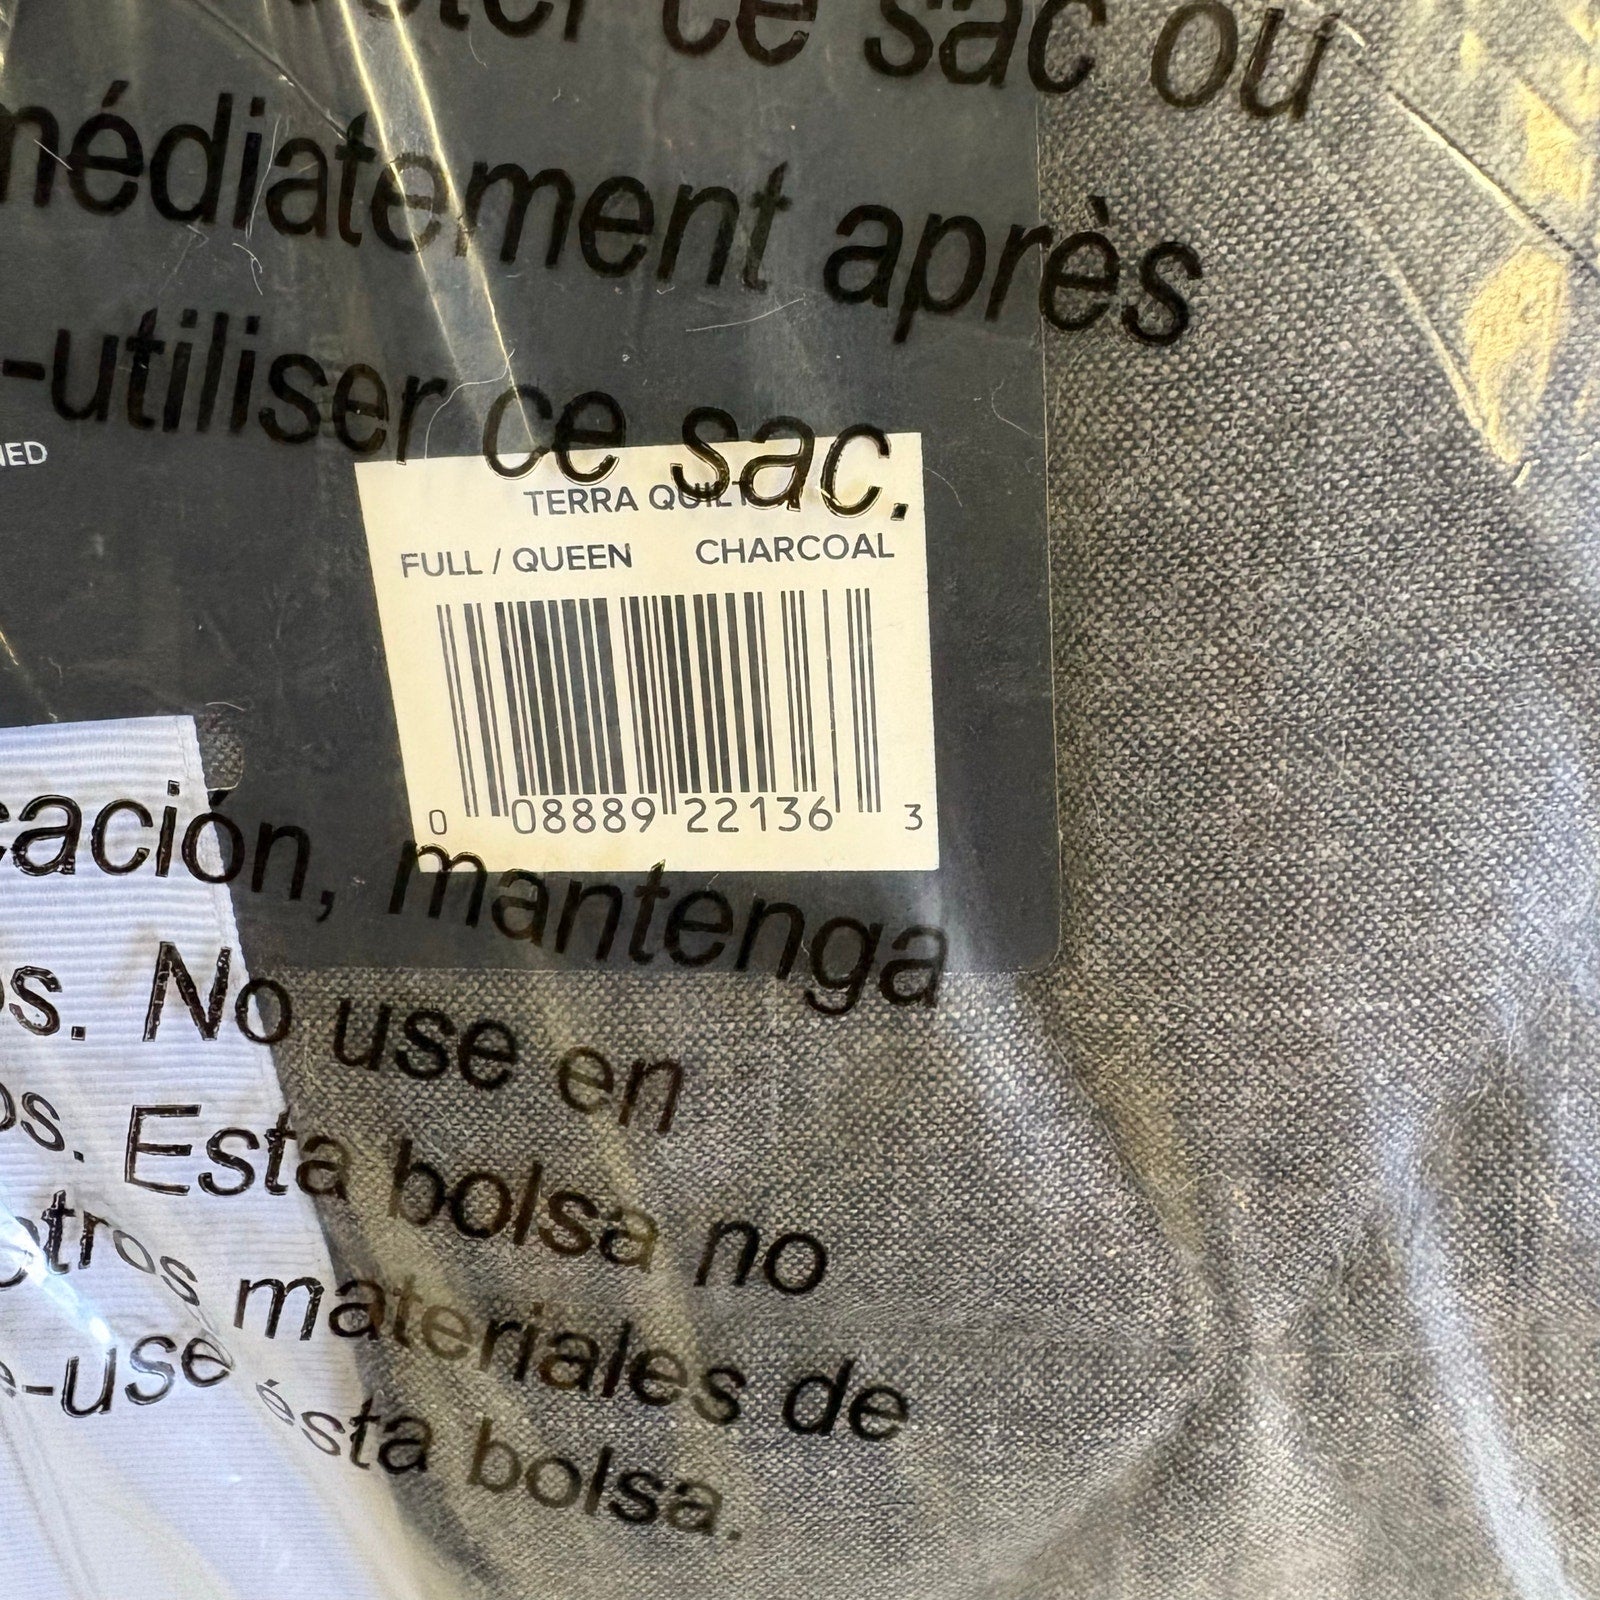 ce sac ou
médiatement après
-utiliser ce sac.
NED
TERRA QUILT
FULL / QUEEN CHARCOAL
0 08889 22136 3
cación, mantenga
os. No use en
os. Esta bolsa no
otros materiales de
e-use ésta bolsa.